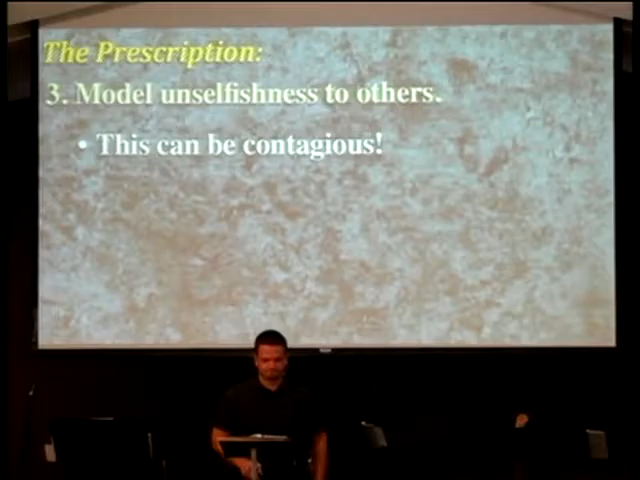 The Prescription:
3. Model unselfishness to others.
• This can be contagious!